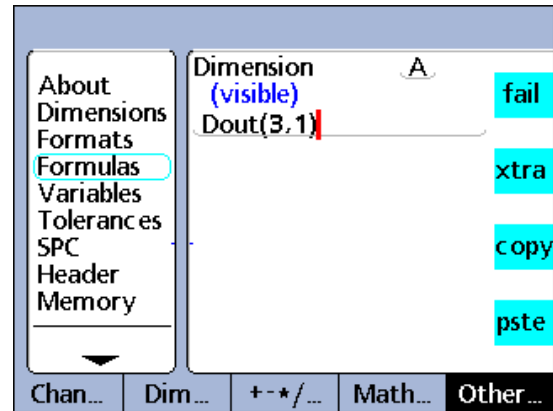 About
Dimensions
Formats
Formulas
Variables
Tolerances
SPC
Header
Memory
Dimension A
(visible)
Dout(3,1)
fail
xtra
copy
pste
Chan... Dim... +-*/... Math... Other...